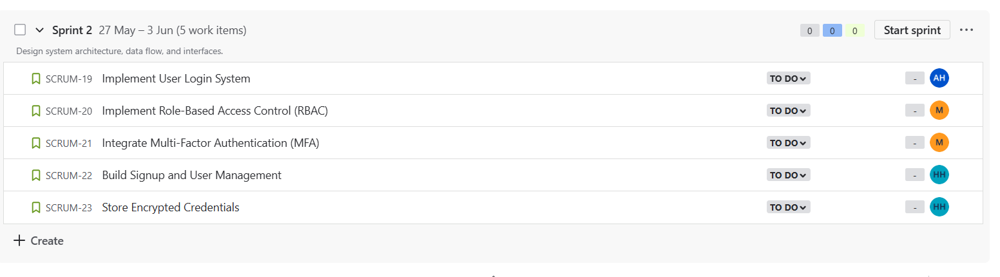 Sprint 2 27 May – 3 Jun (5 work items) 0 0 0 Start sprint
Design system architecture, data flow, and interfaces.
SCRUM-19 Implement User Login System TO DO - AH
SCRUM-20 Implement Role-Based Access Control (RBAC) TO DO - M
SCRUM-21 Integrate Multi-Factor Authentication (MFA) TO DO - M
SCRUM-22 Build Signup and User Management TO DO - HH
SCRUM-23 Store Encrypted Credentials TO DO - HH
Create